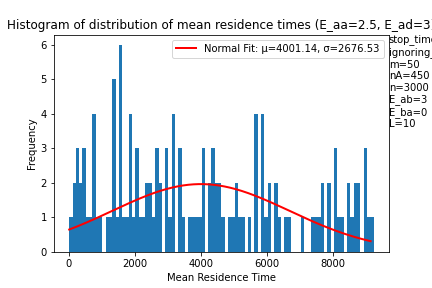 Histogram of distribution of mean residence times (E_aa=2.5, E_ad=3
Normal Fit: μ=4001.14, σ=2676.53
stop_time
ignoring_
m=50
nA=450
n=3000
E_ab=3
E_ba=0
L=10
Frequency
6
5
4
3
2
1
0
0 2000 4000 6000 8000
Mean Residence Time